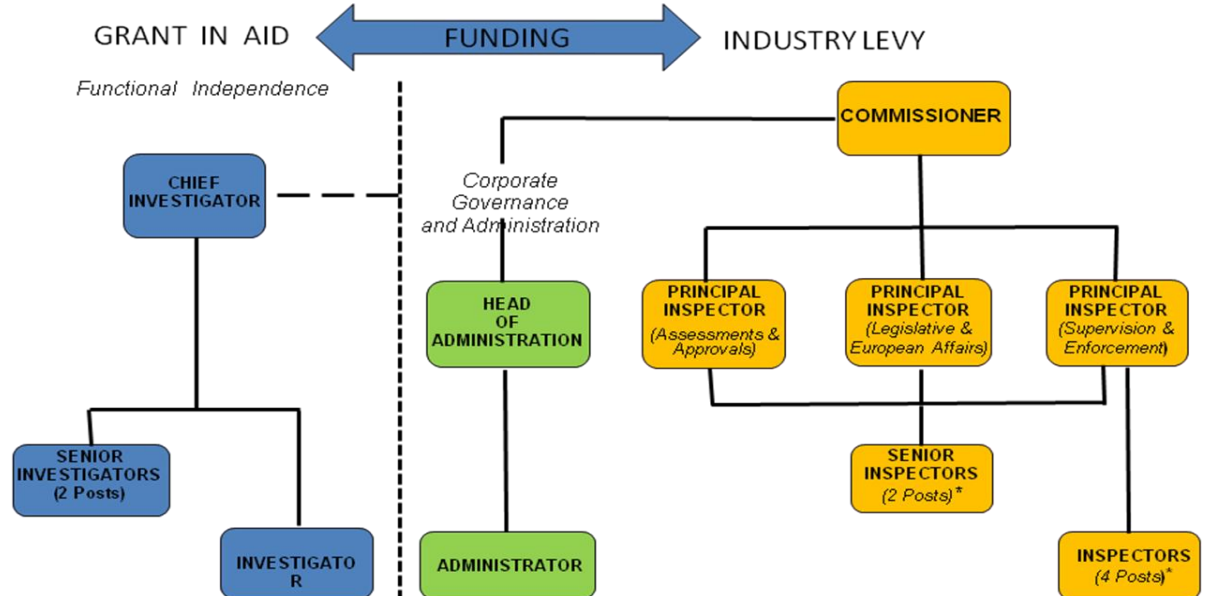 GRANT IN AID
FUNDING
INDUSTRY LEVY
Functional Independence
COMMISSIONER
CHIEF
INVESTIGATOR
Corporate
Governance
and Administration
HEAD
OF
ADMINISTRATION
PRINCIPAL
INSPECTOR
(Assessments &
Approvals)
PRINCIPAL
INSPECTOR
(Legislative &
European Affairs)
PRINCIPAL
INSPECTOR
(Supervision &
Enforcement)
SENIOR
INVESTIGATORS
(2 Posts)
SENIOR
INSPECTORS
(2 Posts)*
INVESTIGATO
R
ADMINISTRATOR
INSPECTORS
(4 Posts)*